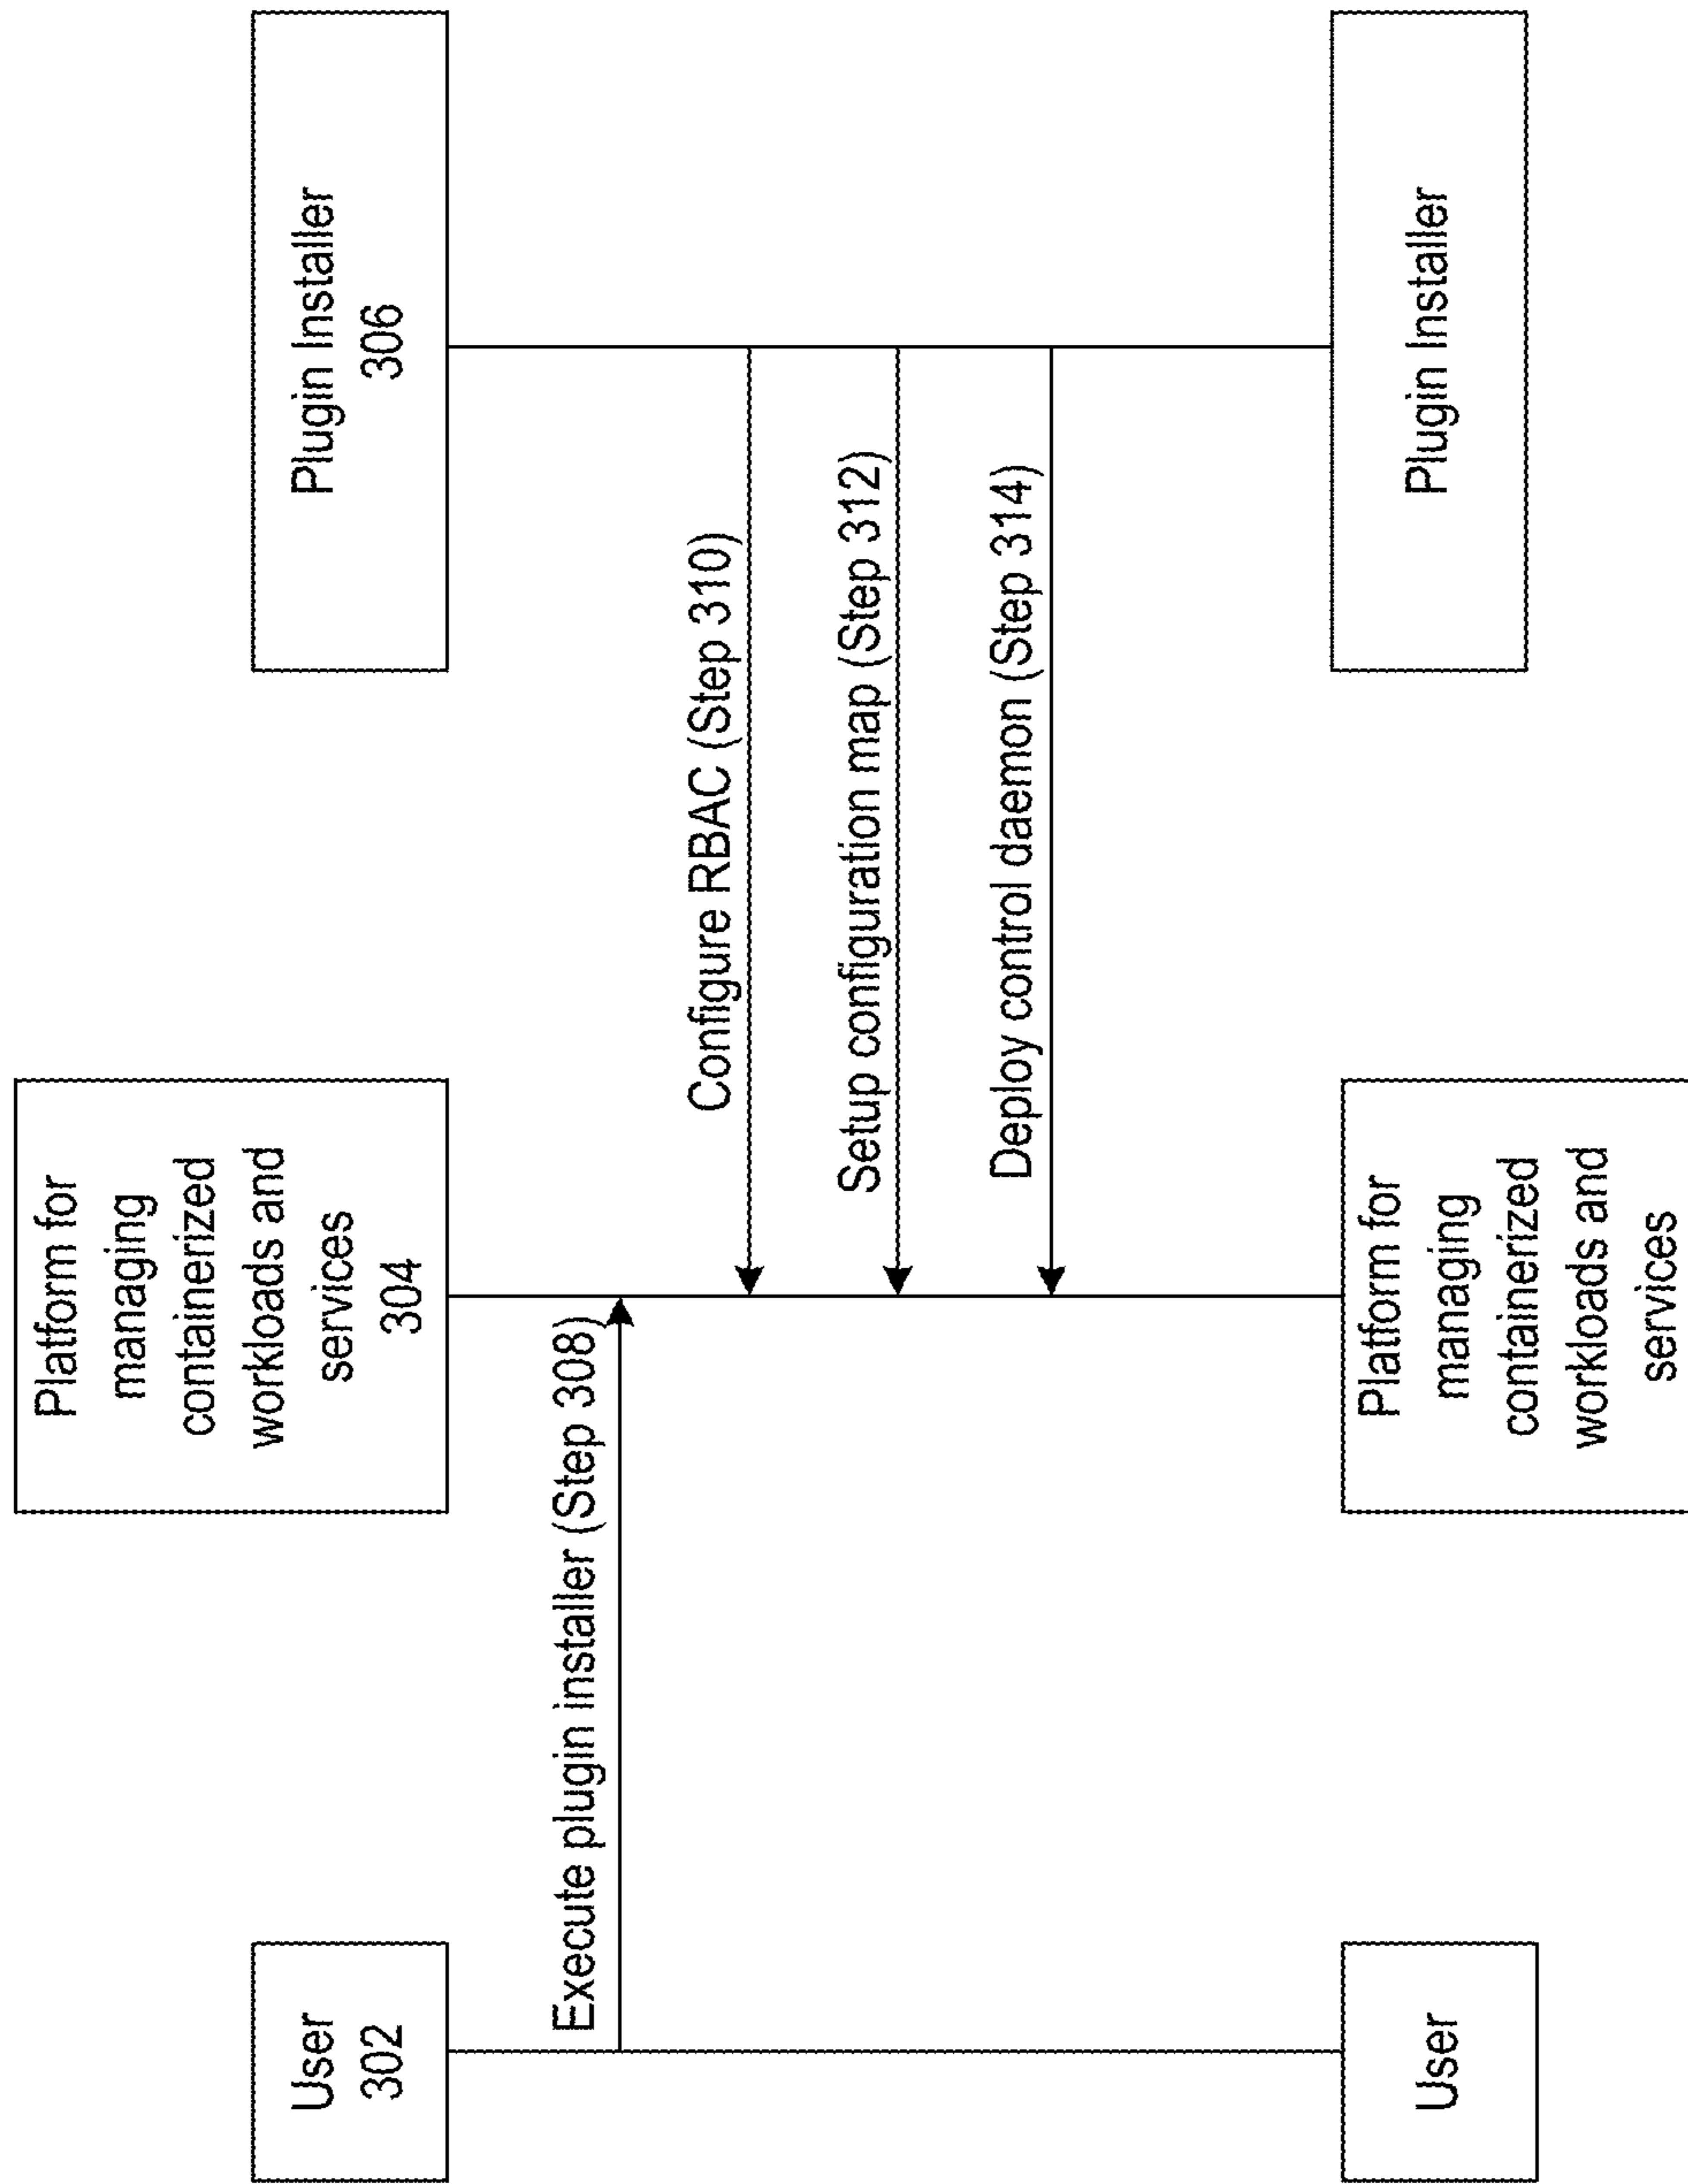 User
302
Platform for
managing
containerized
workloads and
services
304
Plugin Installer
306
Execute plugin installer (Step 308)
Configure RBAC (Step 310)
Setup configuration map (Step 312)
Deploy control daemon (Step 314)
User
Platform for
managing
containerized
workloads and
services
Plugin Installer